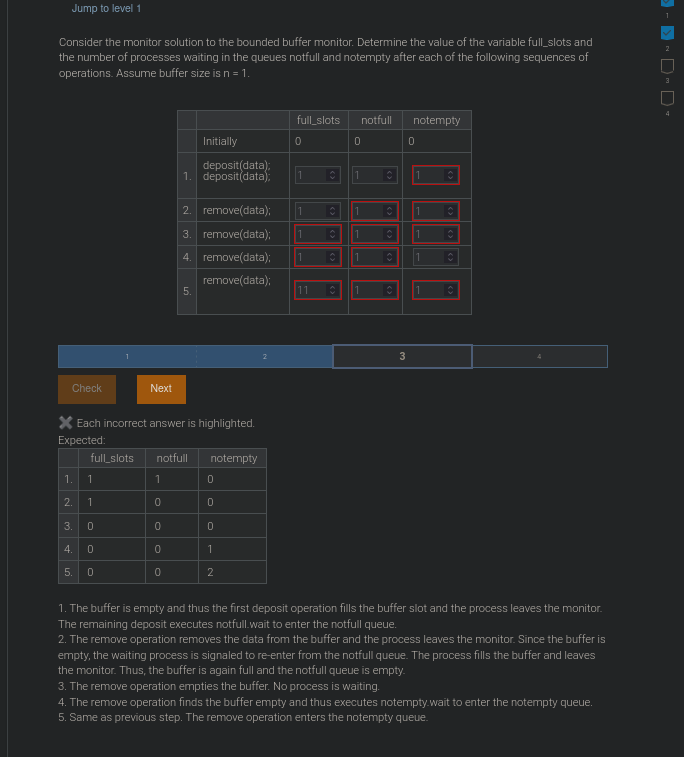 Jump to level 1
1
2
3
4
Consider the monitor solution to the bounded buffer monitor. Determine the value of the variable full_slots and
the number of processes waiting in the queues notfull and notempty after each of the following sequences of
operations. Assume buffer size is n = 1.
full_slots notfull notempty
Initially 0 0 0
deposit(data);
1. deposit(data); 1 1 1
2. remove(data); 1 1 1
3. remove(data); 1 1 1
4. remove(data); 1 1 1
remove(data);
5. 11 1 1
1 2 3 4
Check Next
Each incorrect answer is highlighted.
Expected:
full_slots notfull notempty
1. 1 1 0
2. 1 0 0
3. 0 0 0
4. 0 0 1
5. 0 0 2
1. The buffer is empty and thus the first deposit operation fills the buffer slot and the process leaves the monitor.
The remaining deposit executes notfull.wait to enter the notfull queue.
2. The remove operation removes the data from the buffer and the process leaves the monitor. Since the buffer is
empty, the waiting process is signaled to re-enter from the notfull queue. The process fills the buffer and leaves
the monitor. Thus, the buffer is again full and the notfull queue is empty.
3. The remove operation empties the buffer. No process is waiting.
4. The remove operation finds the buffer empty and thus executes notempty.wait to enter the notempty queue.
5. Same as previous step. The remove operation enters the notempty queue.